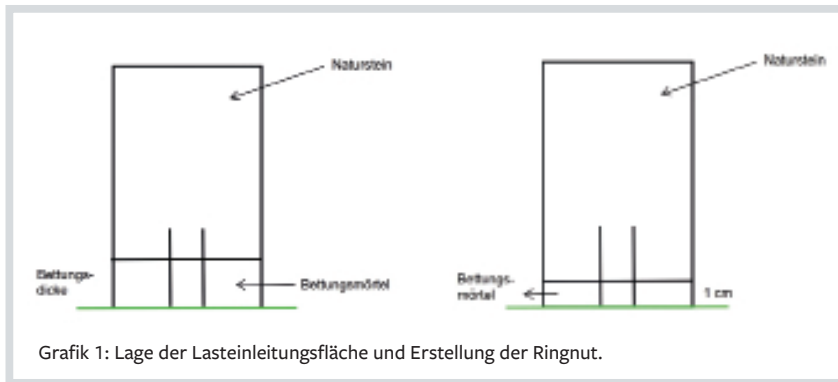 Naturstein
Bettungs-
dicke
Bettungsmörtel
Naturstein
Bettungs-
mörtel
1 cm
Grafik 1: Lage der Lasteinleitungsfläche und Erstellung der Ringnut.